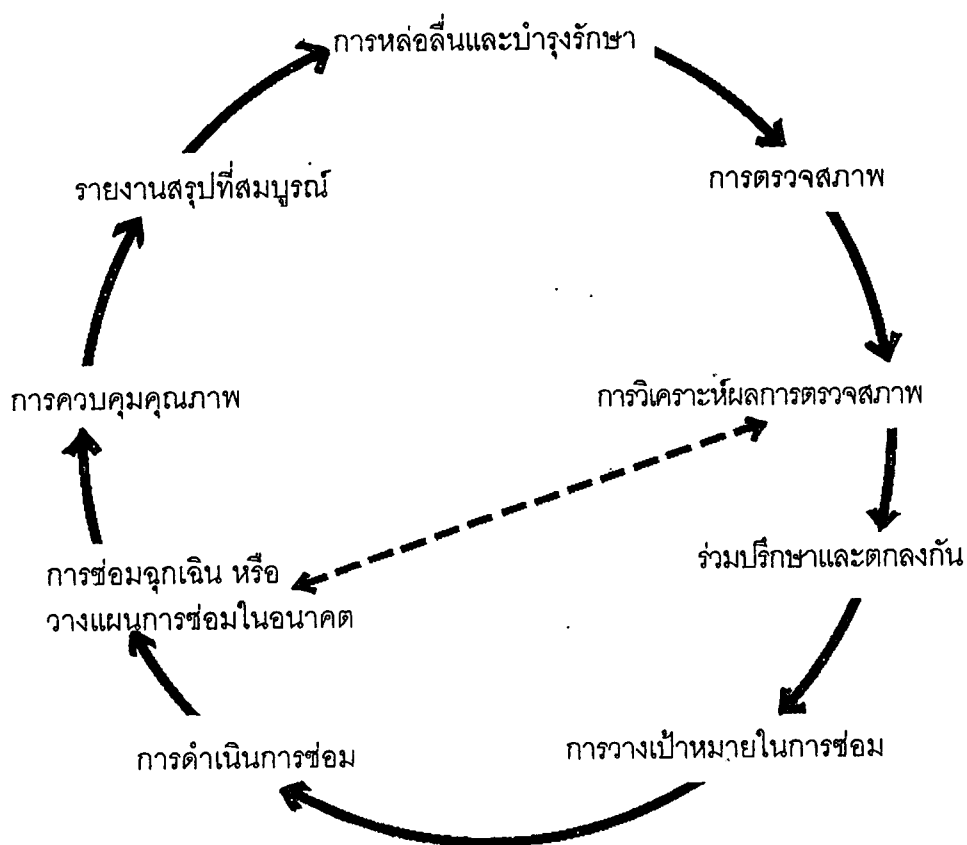 การหล่อลื่นและบำรุงรักษา
การตรวจสภาพ
การวิเคราะห์ผลการตรวจสภาพ
ร่วมปรึกษาและตกลงกัน
การวางเป้าหมายในการซ่อม
การดำเนินการซ่อม
การซ่อมฉุกเฉิน หรือ
วางแผนการซ่อมในอนาคต
การควบคุมคุณภาพ
รายงานสรุปที่สมบูรณ์